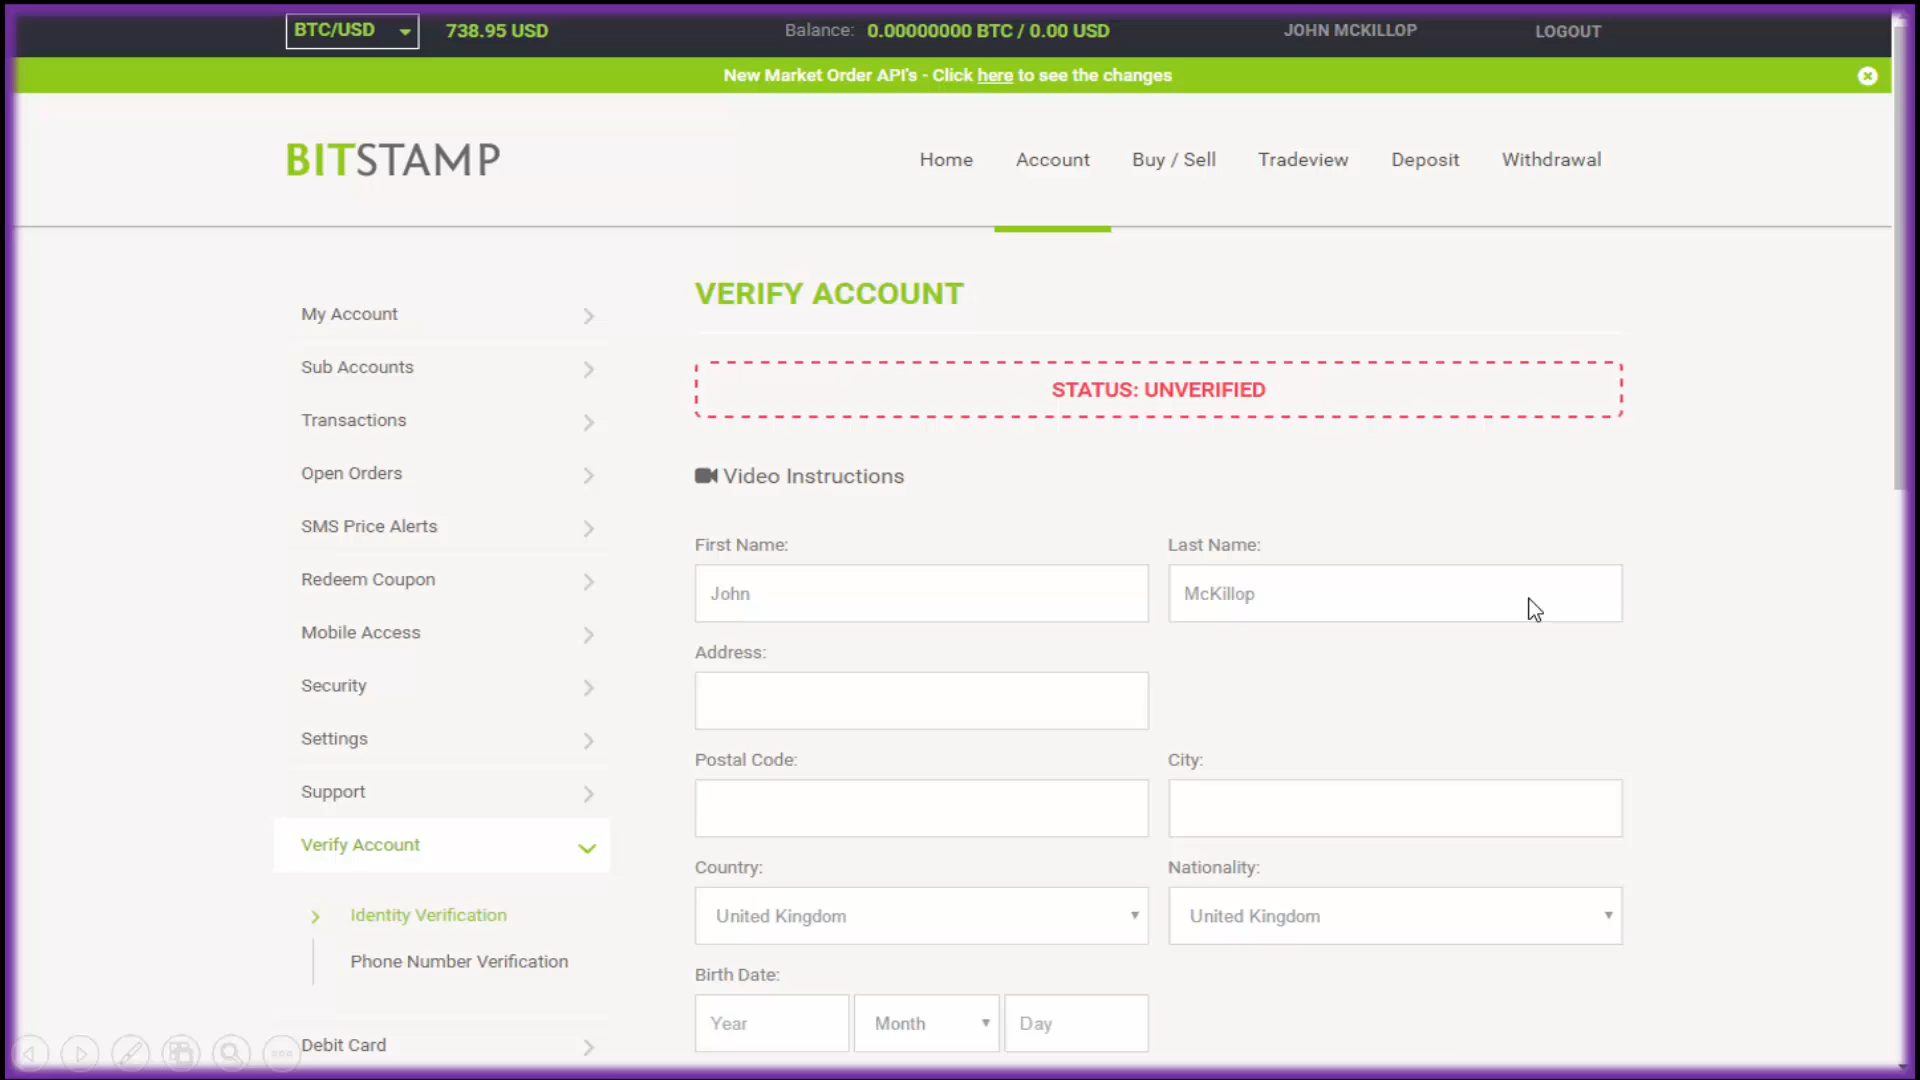 BTC/USD 738.95 USD Balance: 0.00000000 BTC / 0.00 USD JOHN MCKILLOP LOGOUT
New Market Order API's - Click here to see the changes
BITSTAMP Home Account Buy / Sell Tradeview Deposit Withdrawal
My Account
Sub Accounts
Transactions
Open Orders
SMS Price Alerts
Redeem Coupon
Mobile Access
Security
Settings
Support
Verify Account
Identity Verification
Phone Number Verification
Debit Card
VERIFY ACCOUNT
STATUS: UNVERIFIED
Video Instructions
First Name: Last Name:
John McKillop
Address:
Postal Code: City:
Country: Nationality:
United Kingdom United Kingdom
Birth Date:
Year Month Day